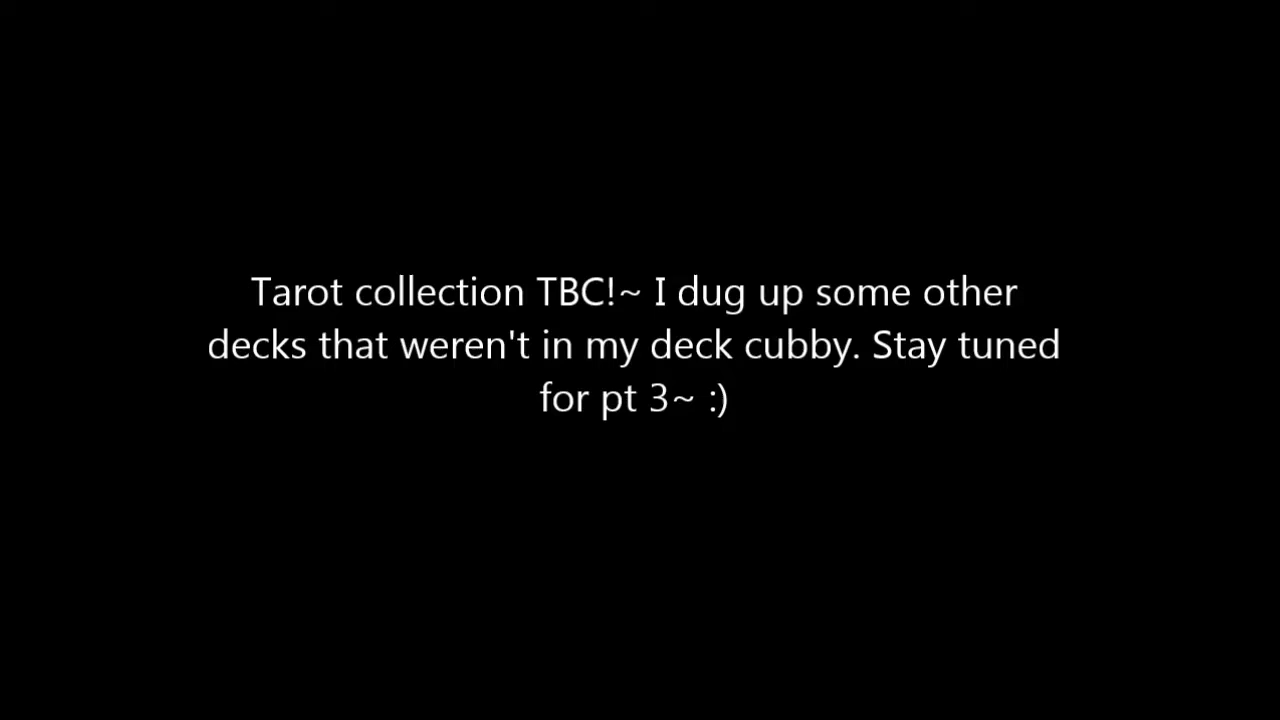 Tarot collection TBC!~ I dug up some other
decks that weren't in my deck cubby. Stay tuned
for pt 3~ :)